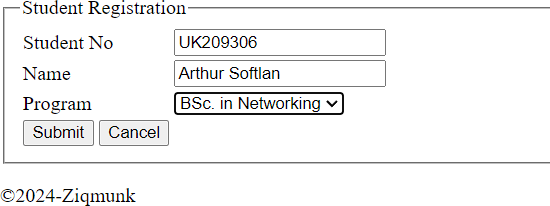 Student Registration
Student No UK209306
Name Arthur Softlan
Program BSc. in Networking
Submit Cancel
©2024-Ziqmunk